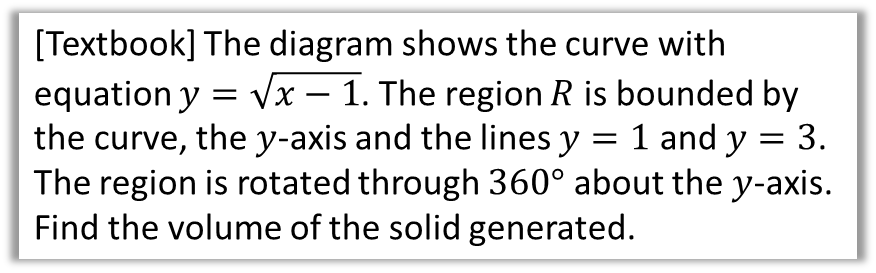 [Textbook] The diagram shows the curve with
equation y = √x − 1. The region R is bounded by
the curve, the y-axis and the lines y = 1 and y = 3.
The region is rotated through 360° about the y-axis.
Find the volume of the solid generated.